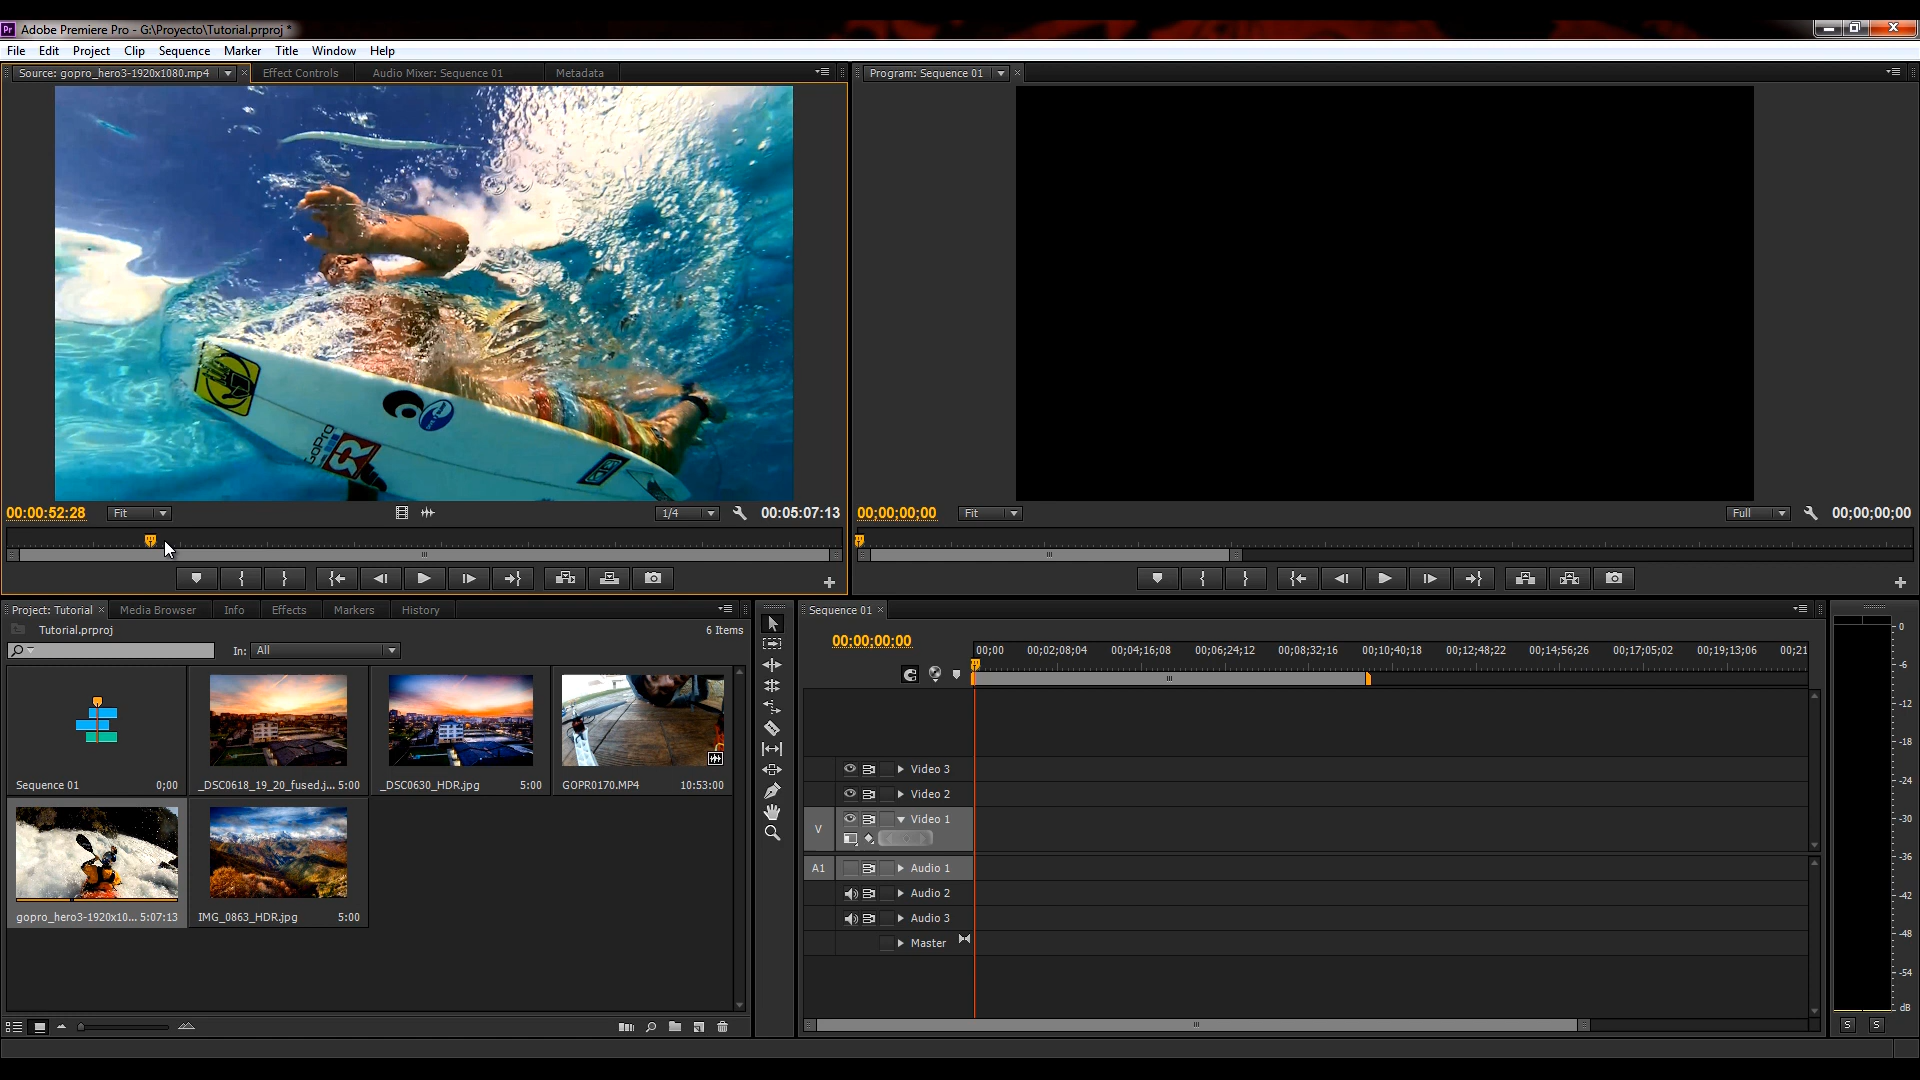 Adobe Premiere Pro - G:\Proyecto\Tutorial.prproj *
File Edit Project Clip Sequence Marker Title Window Help
Source: gopro_hero3-1920x1080.mp4 Effect Controls Audio Mixer: Sequence 01 Metadata
Program: Sequence 01
GoPro
00:00:52:28 Fit 1/4 00:05:07:13
00;00;00;00 Fit Full 00;00;00;00
Project: Tutorial Media Browser Info Effects Markers History
Tutorial.prproj 6 Items
In: All
Sequence 01 0;00
_DSC0618_19_20_fused.j... 5:00
_DSC0630_HDR.jpg 5:00
GOPR0170.MP4 10:53:00
gopro_hero3-1920x10... 5:07:13
IMG_0863_HDR.jpg 5:00
Sequence 01
00;00;00;00
00;00 00;02;08;04 00;04;16;08 00;06;24;12 00;08;32;16 00;10;40;18 00;12;48;22 00;14;56;26 00;17;05;02 00;19;13;06 00;21
Video 3
Video 2
V Video 1
A1 Audio 1
Audio 2
Audio 3
Master
0
-6
-12
-18
-24
-30
-36
-42
-48
-54
dB
S S